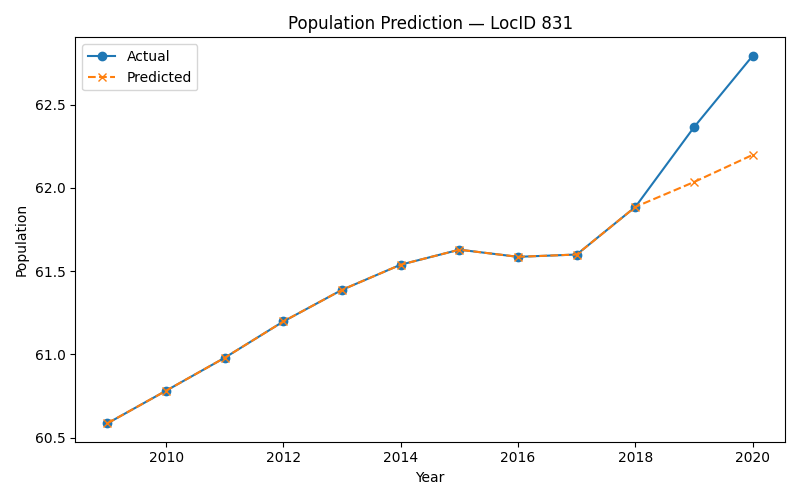 Population Prediction — LocID 831
Actual
Predicted
62.5
62.0
61.5
61.0
60.5
Population
2010 2012 2014 2016 2018 2020
Year